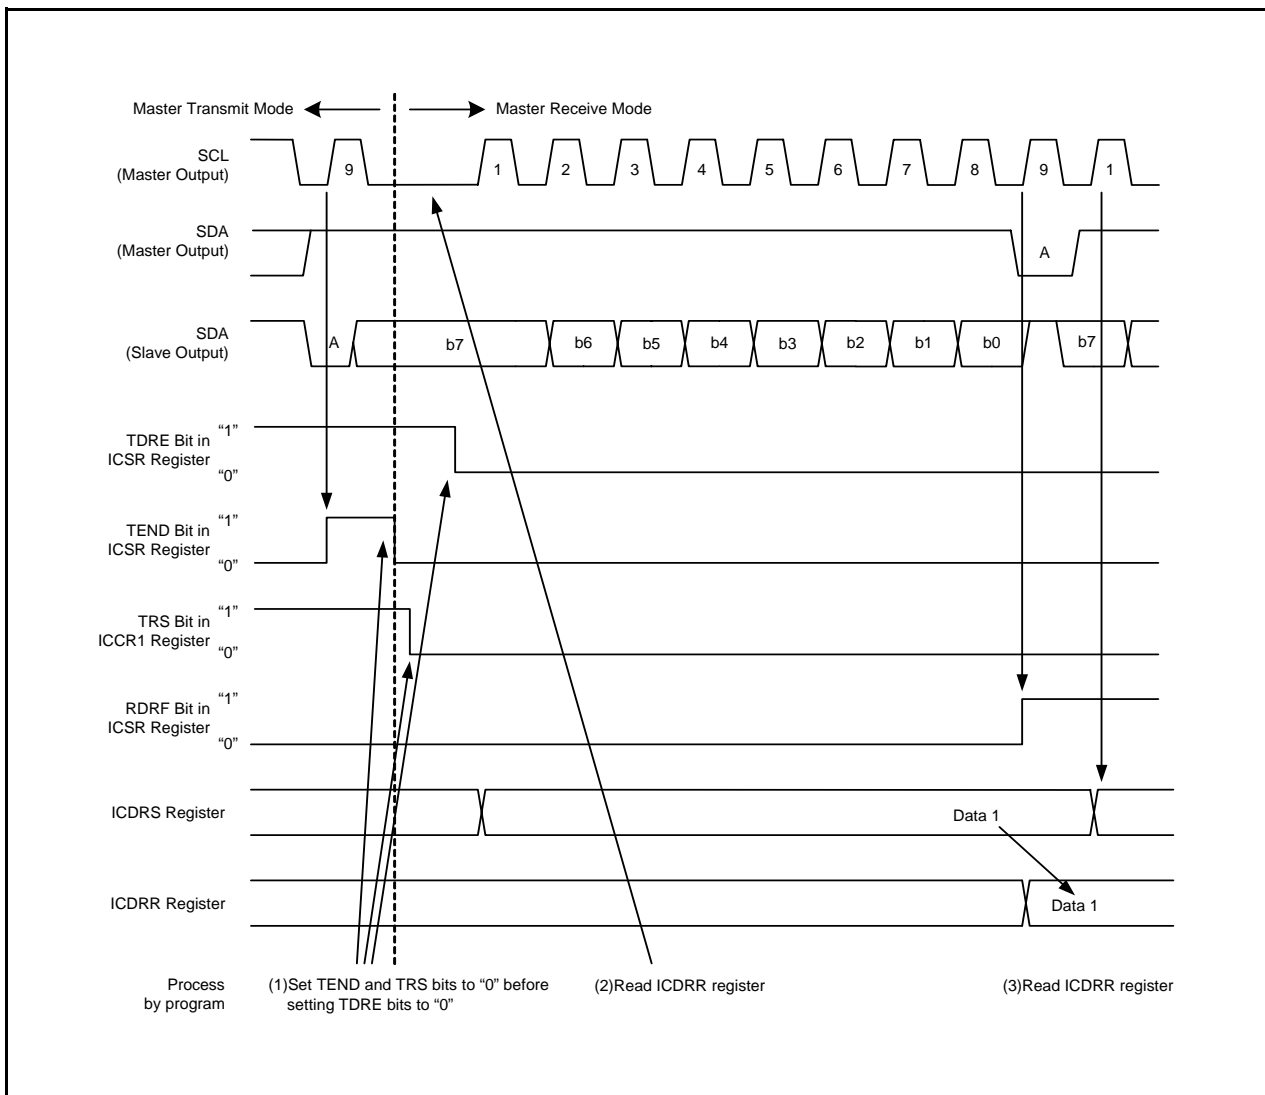 Master Transmit Mode Master Receive Mode
SCL
(Master Output)
9 1 2 3 4 5 6 7 8 9 1
SDA
(Master Output)
A
SDA
(Slave Output)
A b7 b6 b5 b4 b3 b2 b1 b0 b7
TDRE Bit in
ICSR Register
“1”
“0”
TEND Bit in
ICSR Register
“1”
“0”
TRS Bit in
ICCR1 Register
“1”
“0”
RDRF Bit in
ICSR Register
“1”
“0”
ICDRS Register
Data 1
ICDRR Register
Data 1
Process
by program
(1)Set TEND and TRS bits to “0” before
setting TDRE bits to “0”
(2)Read ICDRR register
(3)Read ICDRR register